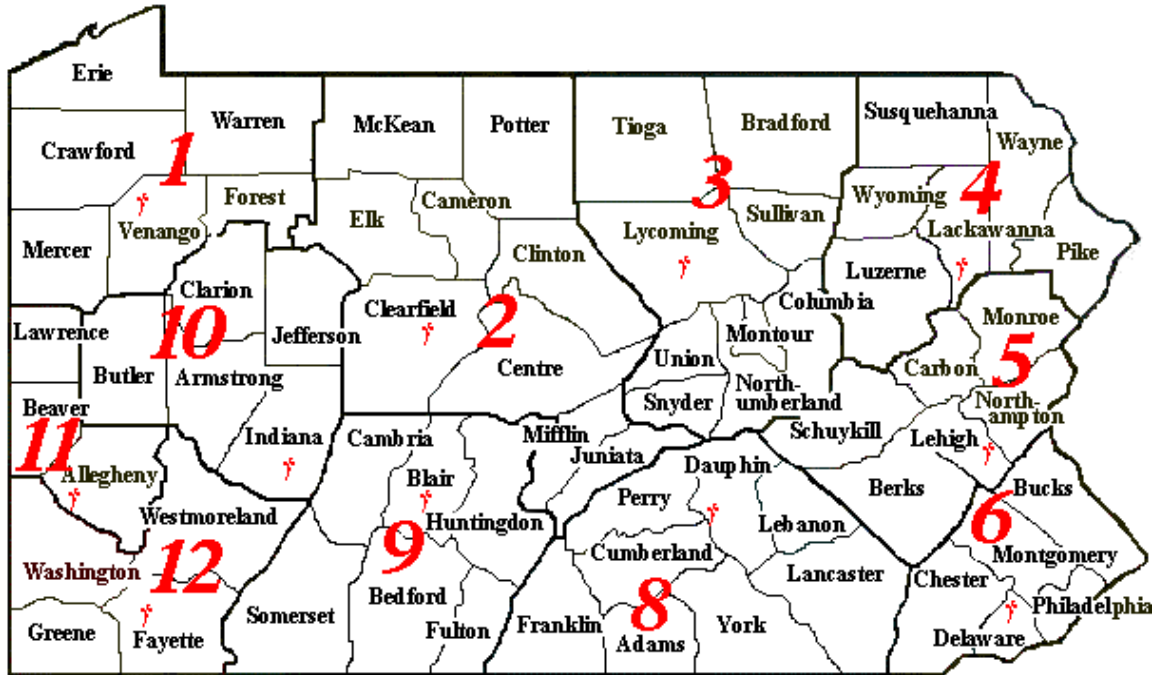 Erie
Warren
McKean
Potter
Tioga
Bradford
Susquehanna
Wayne
Crawford
1
3
4
Venango
Forest
Elk
Cameron
Sullivan
Wyoming
Lackawanna
Mercer
Lycoming
Clinton
Luzerne
Pike
Clarion
Clearfield
2
Columbia
Lawrence
10
Jefferson
Montour
Monroe
Butler
Armstrong
Centre
Union
Carbon
5
Beaver
Snyder
North-
umberland
North-
ampton
11
Allegheny
Indiana
Cambria
Mifflin
Juniata
Schuykill
Lehigh
Blair
Dauphin
Berks
Bucks
Westmoreland
Huntingdon
Perry
Lebanon
6
Washington
12
9
Cumberland
Montgomery
Lancaster
Chester
Bedford
8
Philadelphia
Greene
Fayette
Somerset
Fulton
Franklin
Adams
York
Delaware